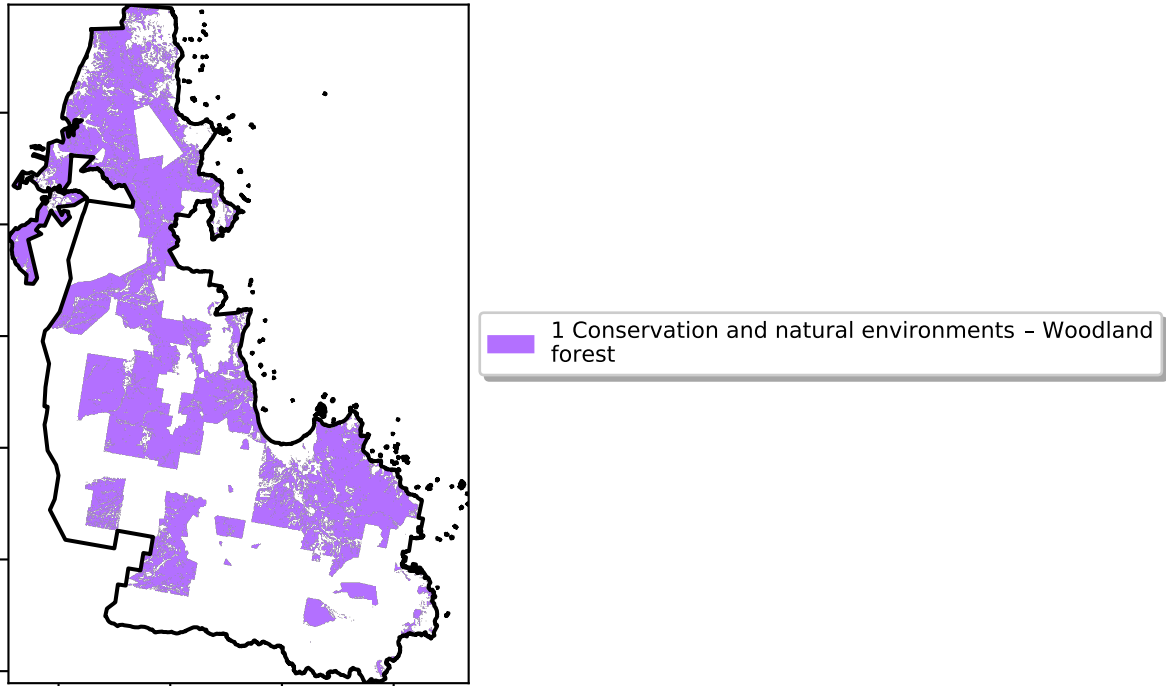 1 Conservation and natural environments – Woodland
forest